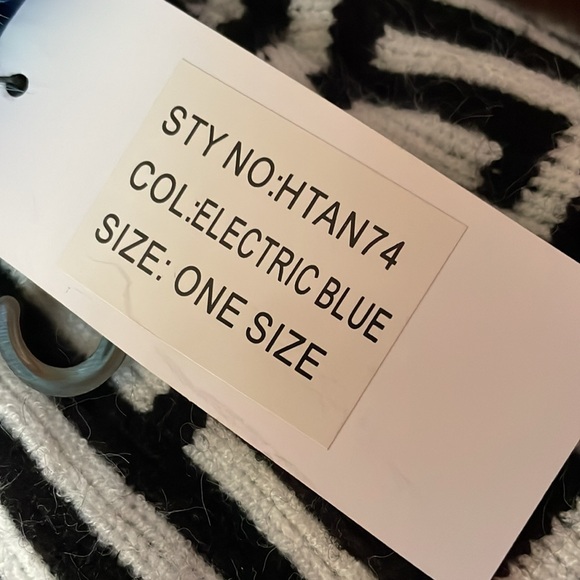 STY NO:HTAN74
COL:ELECTRIC BLUE
SIZE: ONE SIZE